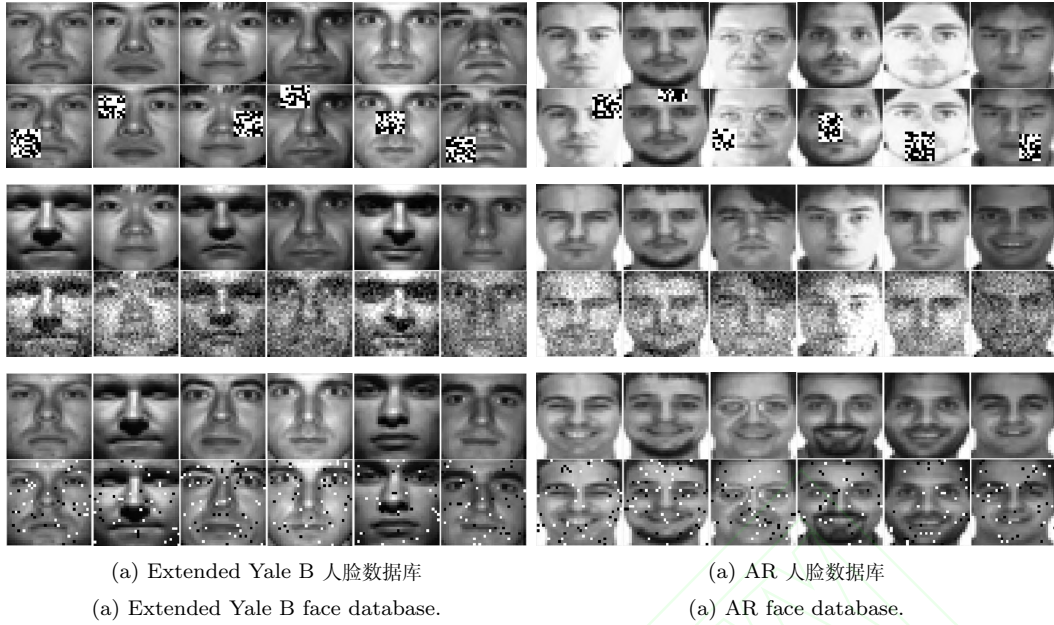 (a) Extended Yale B 人脸数据库
(a) Extended Yale B face database.
(a) AR 人脸数据库
(a) AR face database.